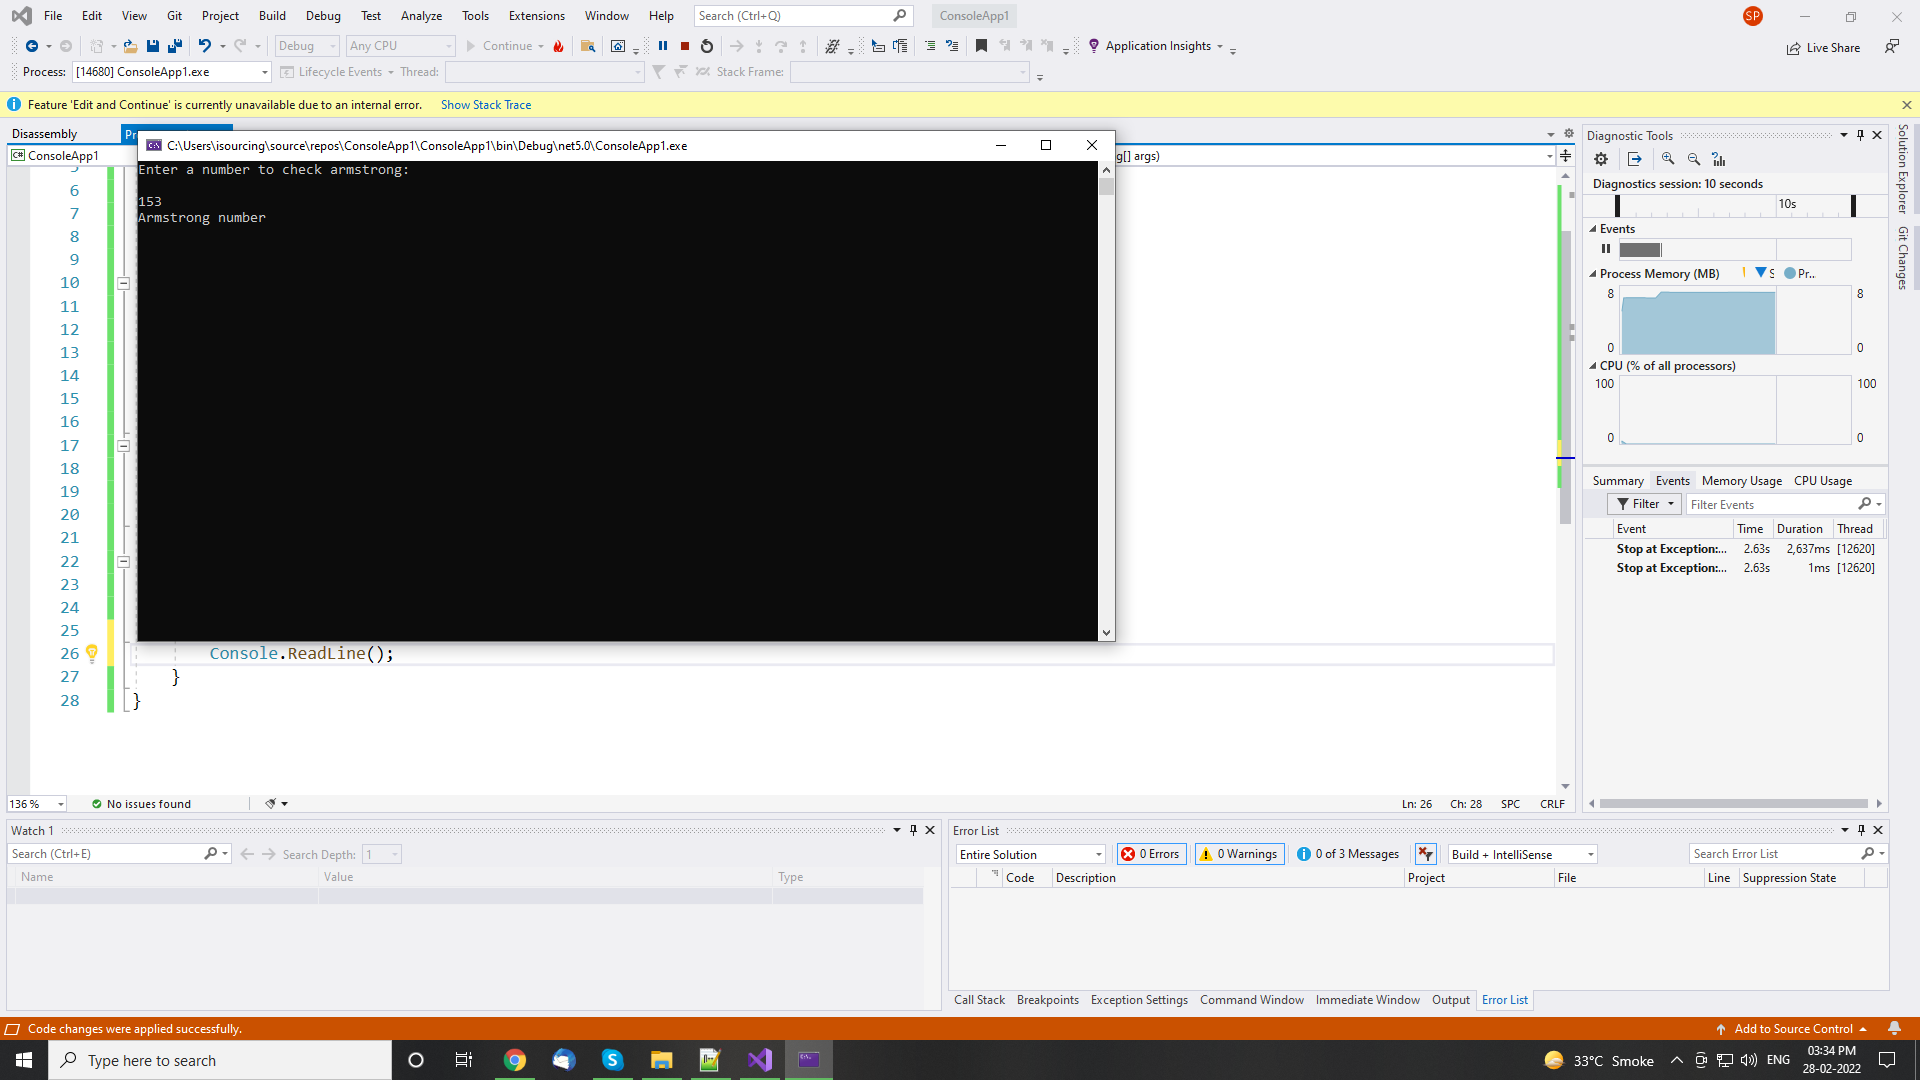 File Edit View Git Project Build Debug Test Analyze Tools Extensions Window Help Search (Ctrl+Q) ConsoleApp1 SP
Debug Any CPU Continue Application Insights Live Share
Process: [14680] ConsoleApp1.exe Lifecycle Events Thread: Stack Frame:
Feature 'Edit and Continue' is currently unavailable due to an internal error. Show Stack Trace
Disassembly
C# ConsoleApp1
C:\Users\isourcing\source\repos\ConsoleApp1\ConsoleApp1\bin\Debug\net5.0\ConsoleApp1.exe
g[] args)
Enter a number to check armstrong:
153
Armstrong number
6
7
8
9
10
11
12
13
14
15
16
17
18
19
20
21
22
23
24
25
26 Console.ReadLine();
27 }
28 }
136 % No issues found Ln: 26 Ch: 28 SPC CRLF
Diagnostic Tools
Diagnostics session: 10 seconds
10s
Events
Process Memory (MB) S Pr...
8 8
0 0
CPU (% of all processors)
100 100
0 0
Summary Events Memory Usage CPU Usage
Filter Filter Events
Event Time Duration Thread
Stop at Exception:... 2.63s 2,637ms [12620]
Stop at Exception:... 2.63s 1ms [12620]
Solution Explorer
Git Changes
Watch 1
Search (Ctrl+E) Search Depth: 1
Name Value Type
Error List
Entire Solution 0 Errors 0 Warnings 0 of 3 Messages Build + IntelliSense Search Error List
Code Description Project File Line Suppression State
Call Stack Breakpoints Exception Settings Command Window Immediate Window Output Error List
Code changes were applied successfully. Add to Source Control
Type here to search 33°C Smoke ENG 03:34 PM
28-02-2022